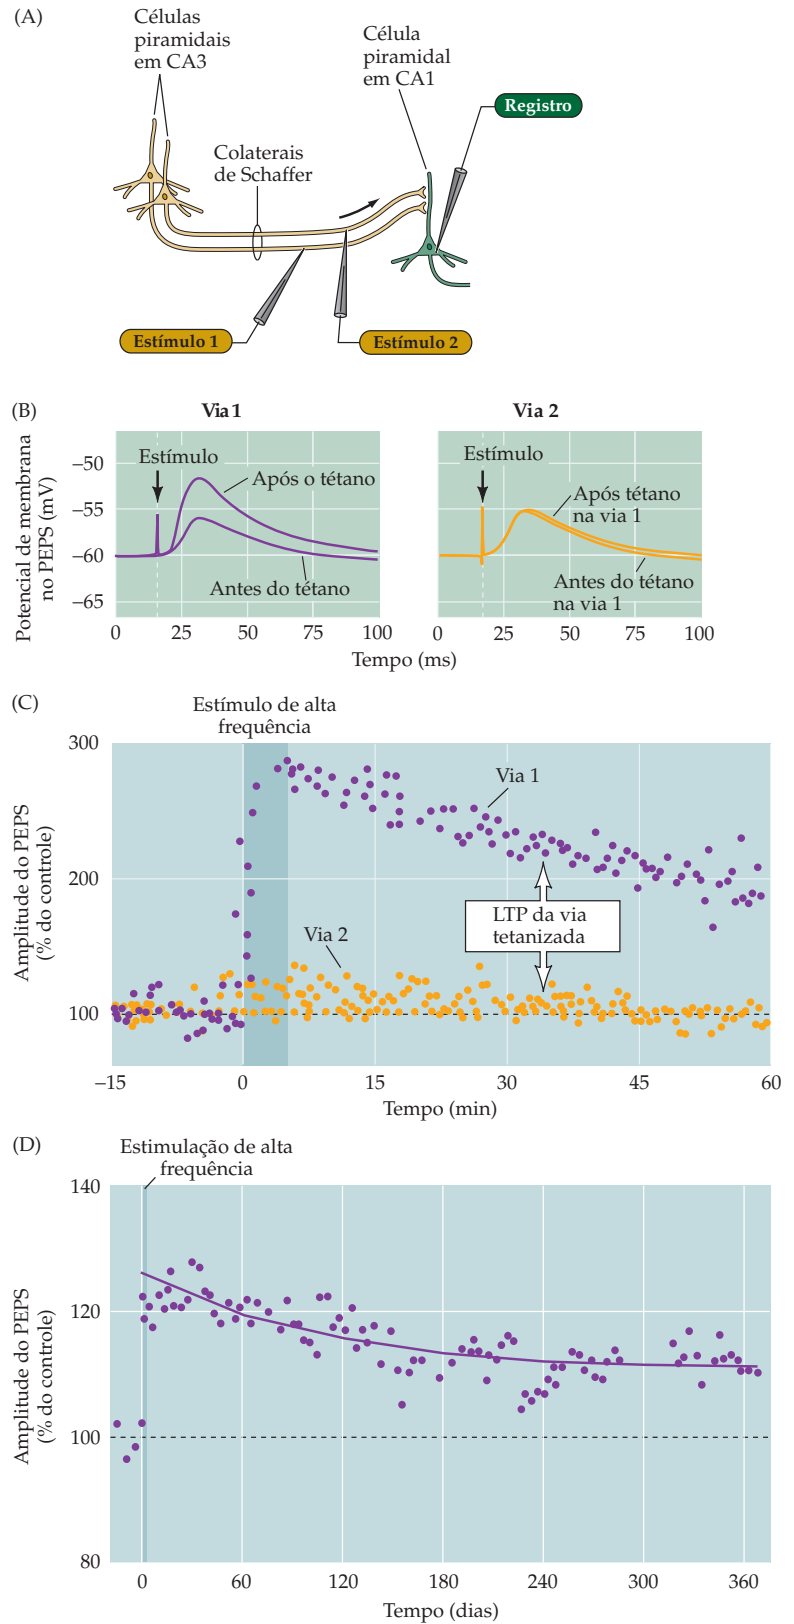 (A)
Células
piramidais
em CA3
Célula
piramidal
em CA1
Registro
Colaterais
de Schaffer
Estímulo 1
Estímulo 2
(B)
Via 1
Via 2
Potencial de membrana
no PEPS (mV)
–50
–55
–60
–65
Estímulo
Após o tétano
Antes do tétano
0
25
50
75
100
Estímulo
Após tétano
na via 1
Antes do tétano
na via 1
0
25
50
75
100
Tempo (ms)
(C)
Estímulo de alta
frequência
Amplitude do PEPS
(% do controle)
300
200
100
Via 1
LTP da via
tetanizada
Via 2
–15
0
15
30
45
60
Tempo (min)
(D)
Estimulação de alta
frequência
Amplitude do PEPS
(% do controle)
140
120
100
80
0
60
120
180
240
300
360
Tempo (dias)